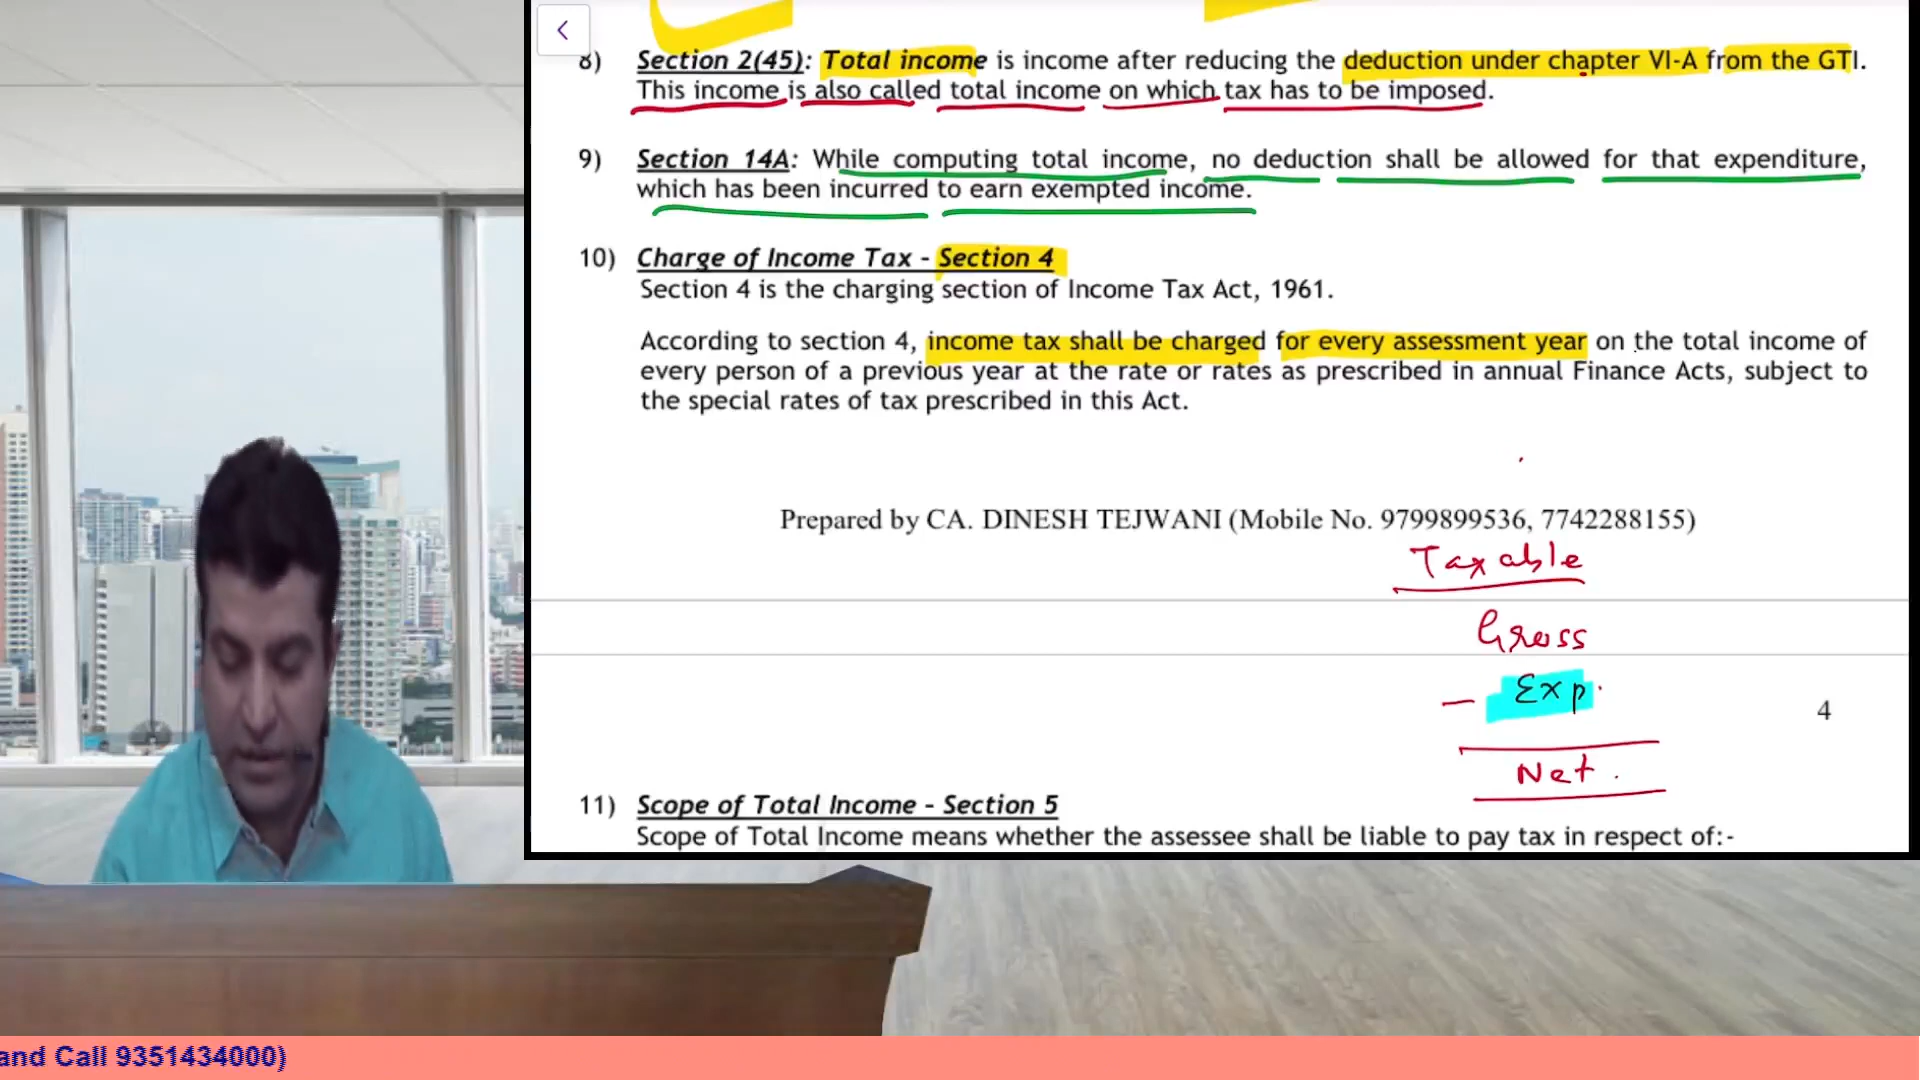 8) Section 2(45): Total income is income after reducing the deduction under chapter VI-A from the GTI.
This income is also called total income on which tax has to be imposed.
9) Section 14A: While computing total income, no deduction shall be allowed for that expenditure,
which has been incurred to earn exempted income.
10) Charge of Income Tax - Section 4
Section 4 is the charging section of Income Tax Act, 1961.
According to section 4, income tax shall be charged for every assessment year on the total income of
every person of a previous year at the rate or rates as prescribed in annual Finance Acts, subject to
the special rates of tax prescribed in this Act.
Prepared by CA. DINESH TEJWANI (Mobile No. 9799899536, 7742288155)
Taxable
Gross
- Exp.
Net.
4
11) Scope of Total Income - Section 5
Scope of Total Income means whether the assessee shall be liable to pay tax in respect of:-
and Call 9351434000)